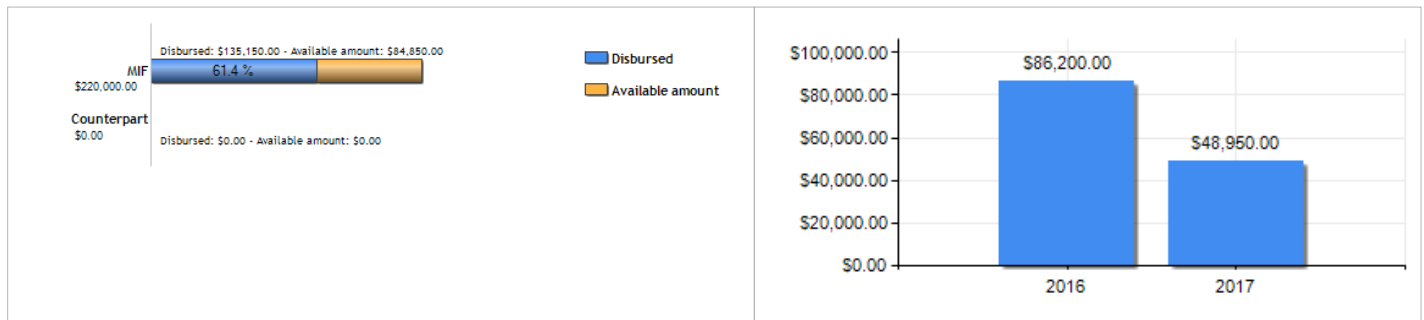 Disbursed: $135,150.00 - Available amount: $84,850.00
MIF
61.4 %
$220,000.00
Counterpart
$0.00
Disbursed: $0.00 - Available amount: $0.00
Disbursed
Available amount
$100,000.00
$80,000.00
$60,000.00
$40,000.00
$20,000.00
$0.00
$86,200.00
$48,950.00
2016
2017